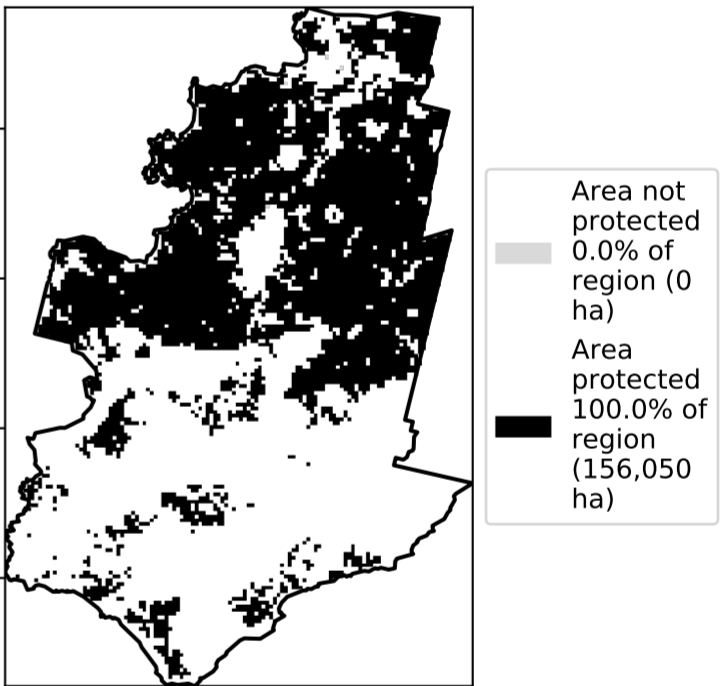 Area not
protected
0.0% of
region (0
ha)
Area
protected
100.0% of
region
(156,050
ha)